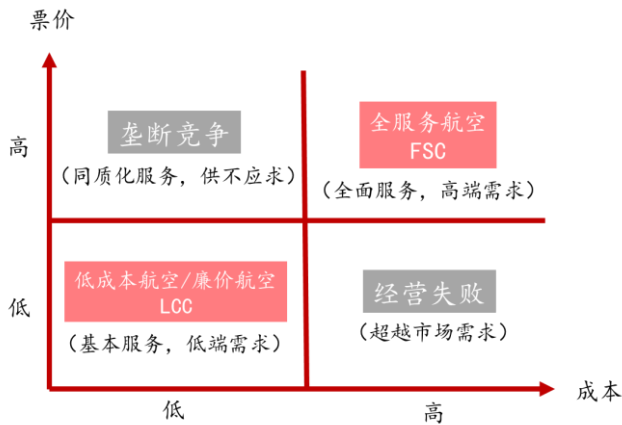 票价
高
垄断竞争
(同质化服务，供不应求)
全服务航空
FSC
(全面服务，高端需求)
低
低成本航空/廉价航空
LCC
(基本服务，低端需求)
经营失败
(超越市场需求)
成本
低
高